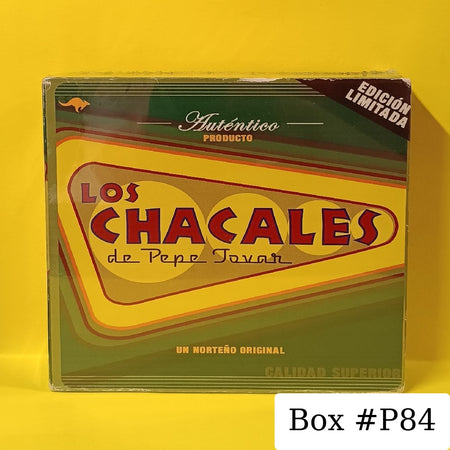 EDICIÓN
LIMITADA
Auténtico
PRODUCTO
LOS
CHACALES
de Pepe Tovar
UN NORTEÑO ORIGINAL
CALIDAD SUPERIOR
Box #P84